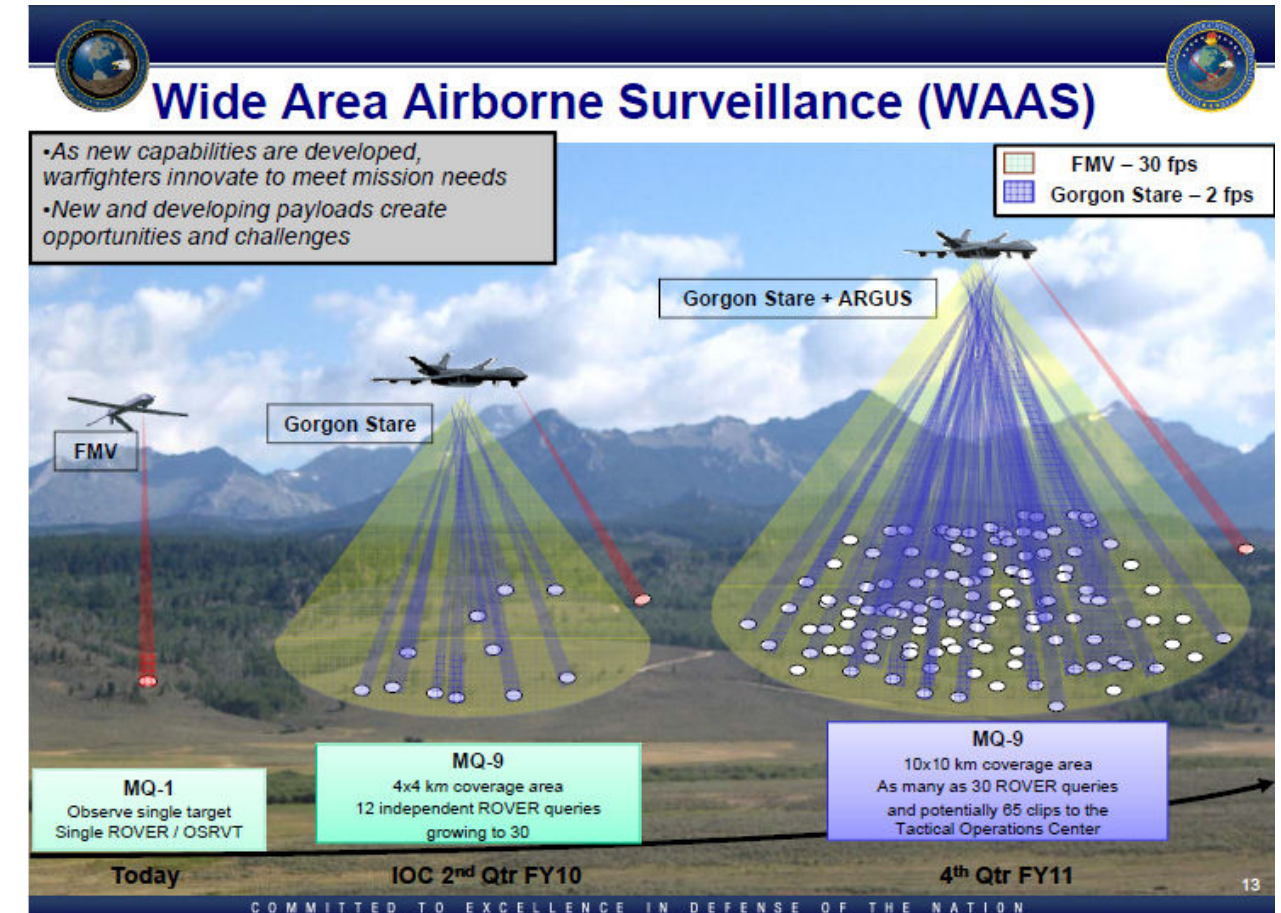 Wide Area Airborne Surveillance (WAAS)
•As new capabilities are developed,
warfighters innovate to meet mission needs
•New and developing payloads create
opportunities and challenges
FMV – 30 fps
Gorgon Stare – 2 fps
Gorgon Stare + ARGUS
Gorgon Stare
FMV
MQ-1
Observe single target
Single ROVER / OSRVT
MQ-9
4x4 km coverage area
12 independent ROVER queries
growing to 30
MQ-9
10x10 km coverage area
As many as 30 ROVER queries
and potentially 65 clips to the
Tactical Operations Center
Today
IOC 2nd Qtr FY10
4th Qtr FY11
13
COMMITTED TO EXCELLENCE IN DEFENSE OF THE NATION